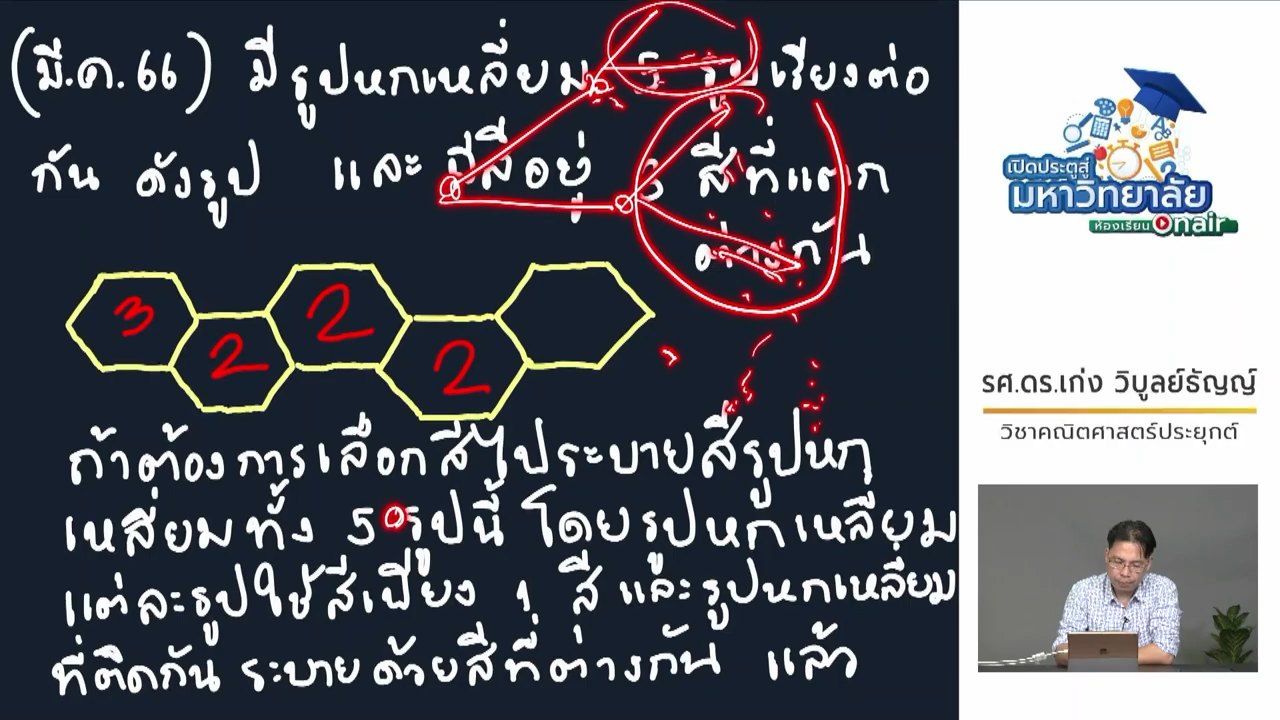 (มี.ค.66) มีรูปหกเหลี่ยม 5 รูปเรียงต่อ
กัน ดังรูป และ มีสีอยู่ 3 สีที่แตก
ต่างกัน
3 2 2 2
ถ้าต้องการเลือกสีไประบายสีรูปหก
เหลี่ยมทั้ง 5 รูปนี้ โดยรูปหกเหลี่ยม
แต่ละรูปใช้สีเพียง 1 สี และรูปหกเหลี่ยม
ที่ติดกัน ระบายด้วยสีที่ต่างกัน แล้ว
เปิดประตูสู่
มหาวิทยาลัย
ห้องเรียน Onair
รศ.ดร.เก่ง วิบูลย์ธัญญ์
วิชาคณิตศาสตร์ประยุกต์